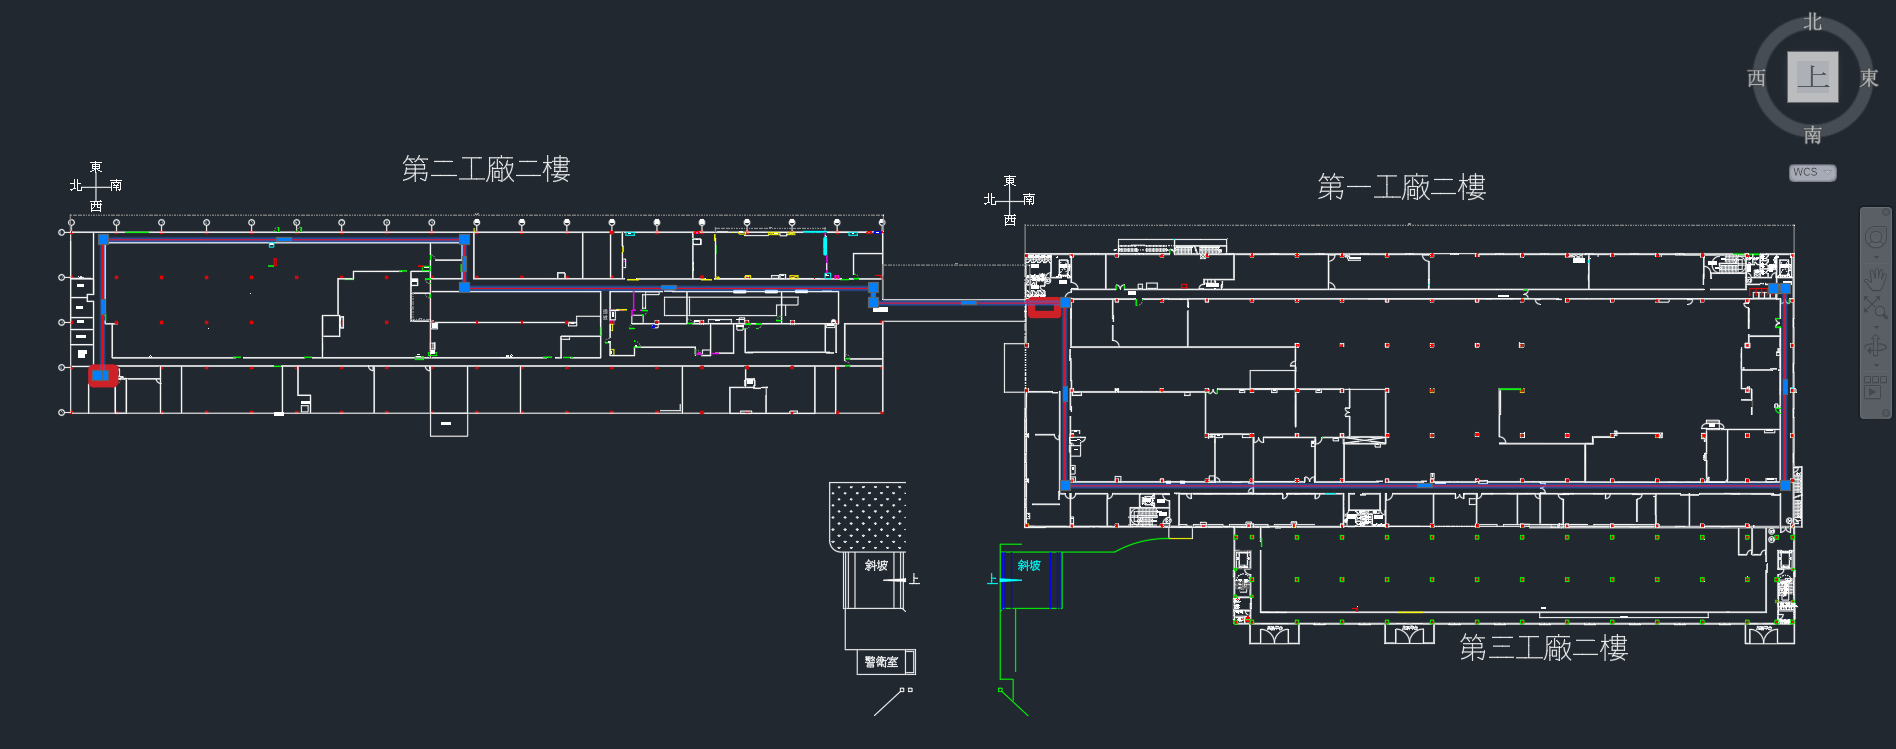 北
西
上
東
南
WCS
第二工廠二樓
東
北
南
西
第一工廠二樓
東
北
南
西
斜坡
上
警衛室
上
斜坡
第三工廠二樓